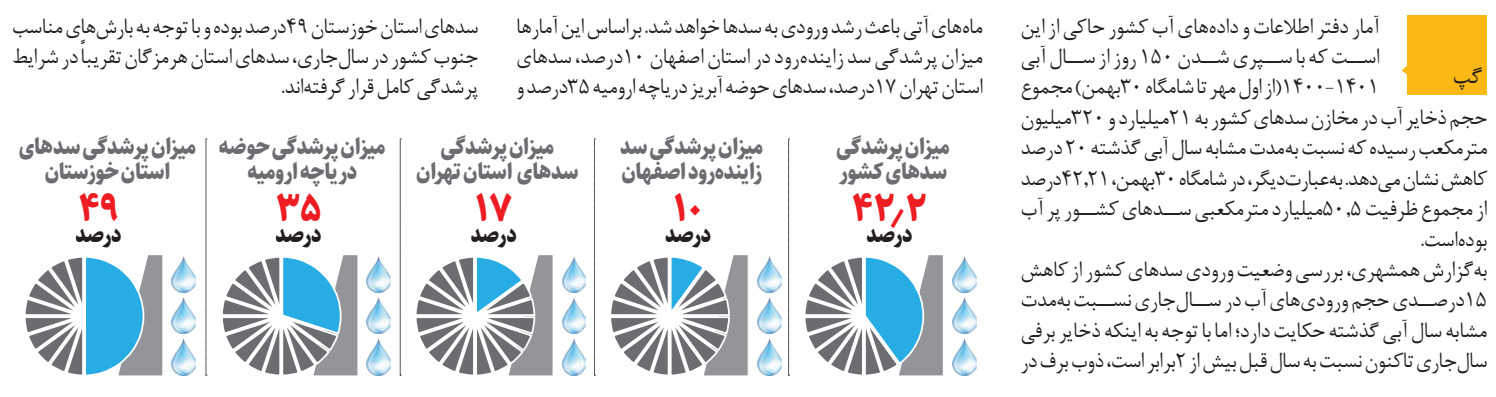 گپ
آمار دفتر اطلاعات و داده‌های آب کشور حاکی از این
است که با سپری شدن ۱۵۰ روز از سال آبی
۱۴۰۱-۱۴۰۰(از اول مهر تا شامگاه ۳۰بهمن) مجموع
حجم ذخایر آب در مخازن سدهای کشور به ۲۱میلیارد و ۳۲۰میلیون
مترمکعب رسیده که نسبت به‌مدت مشابه سال آبی گذشته ۲۰ درصد
کاهش نشان می‌دهد. به‌عبارت‌دیگر، در شامگاه ۳۰بهمن، ۴۲,۲۱درصد
از مجموع ظرفیت ۵۰,۵میلیارد مترمکعبی سدهای کشور پر آب
بوده‌است.
به‌گزارش همشهری، بررسی وضعیت ورودی سدهای کشور از کاهش
۱۵درصدی حجم ورودی‌های آب در سال‌جاری نسبت به‌مدت
مشابه سال آبی گذشته حکایت دارد؛ اما با توجه به اینکه ذخایر برفی
سال‌جاری تاکنون نسبت به سال قبل بیش از ۲برابر است، ذوب برف در
ماه‌های آتی باعث رشد ورودی به سدها خواهد شد. براساس این آمارها
میزان پرشدگی سد زاینده‌رود در استان اصفهان ۱۰درصد، سدهای
استان تهران ۱۷درصد، سدهای حوضه آبریز دریاچه ارومیه ۳۵درصد و
سدهای استان خوزستان ۴۹درصد بوده و با توجه به بارش‌های مناسب
جنوب کشور در سال‌جاری، سدهای استان هرمزگان تقریباً در شرایط
پرشدگی کامل قرار گرفته‌اند.
میزان پرشدگی
سدهای کشور
۴۲٫۲
درصد
میزان پرشدگی سد
زاینده‌رود اصفهان
۱۰
درصد
میزان پرشدگی
سدهای استان تهران
۱۷
درصد
میزان پرشدگی حوضه
دریاچه ارومیه
۳۵
درصد
میزان پرشدگی سدهای
استان خوزستان
۴۹
درصد